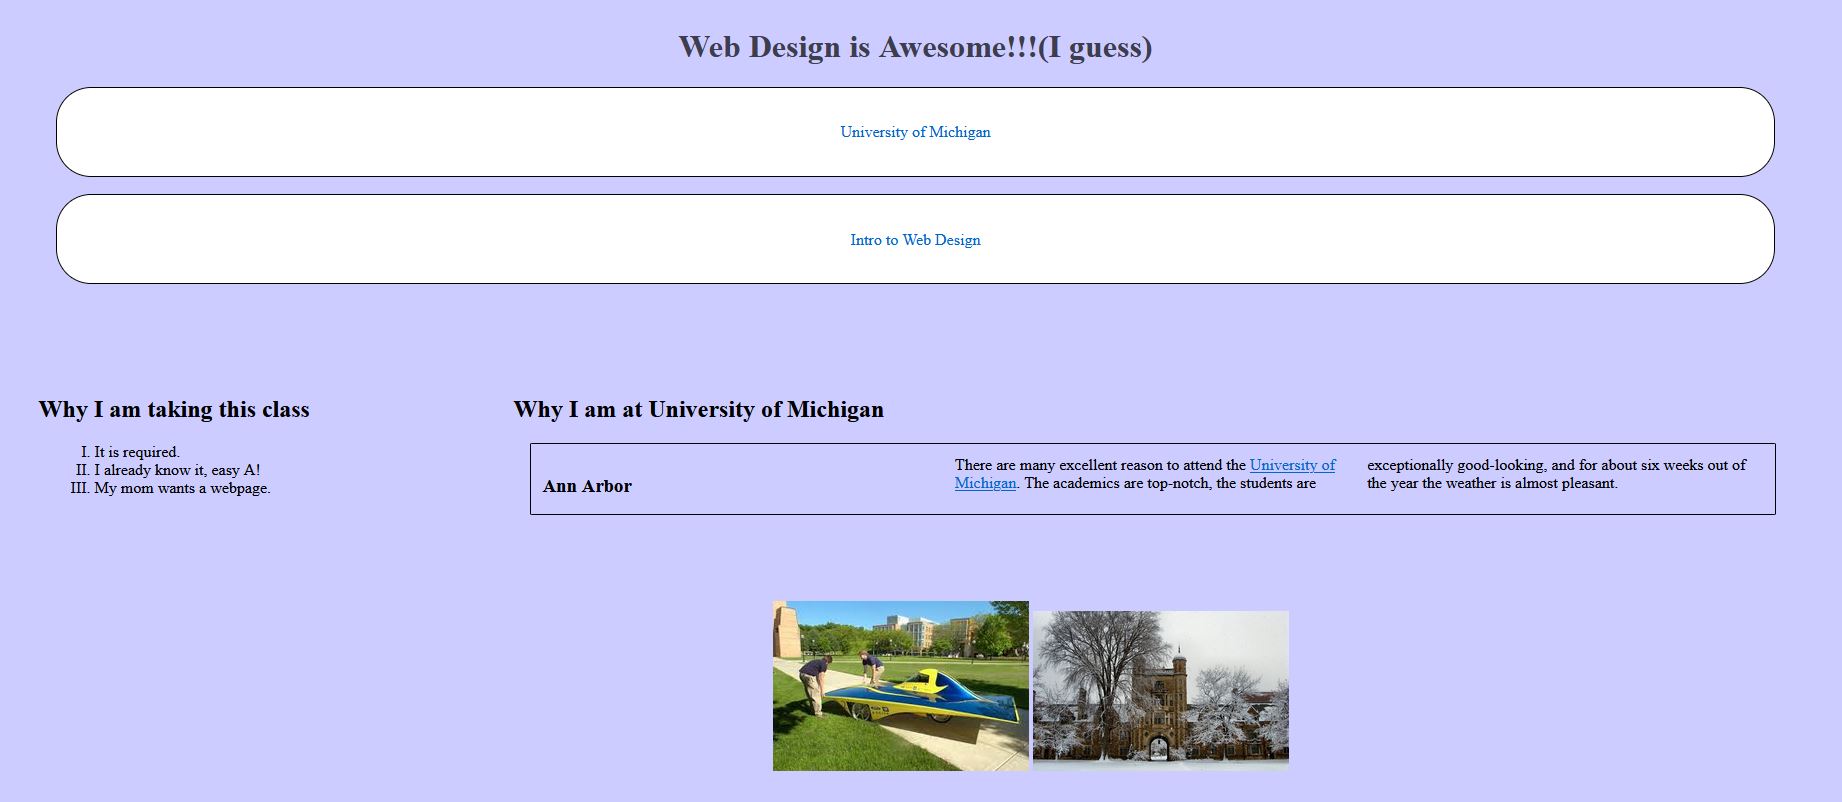 Web Design is Awesome!!!(I guess)
University of Michigan
Intro to Web Design
Why I am taking this class
I. It is required.
II. I already know it, easy A!
III. My mom wants a webpage.
Why I am at University of Michigan
Ann Arbor
There are many excellent reason to attend the University of
Michigan. The academics are top-notch, the students are
exceptionally good-looking, and for about six weeks out of
the year the weather is almost pleasant.